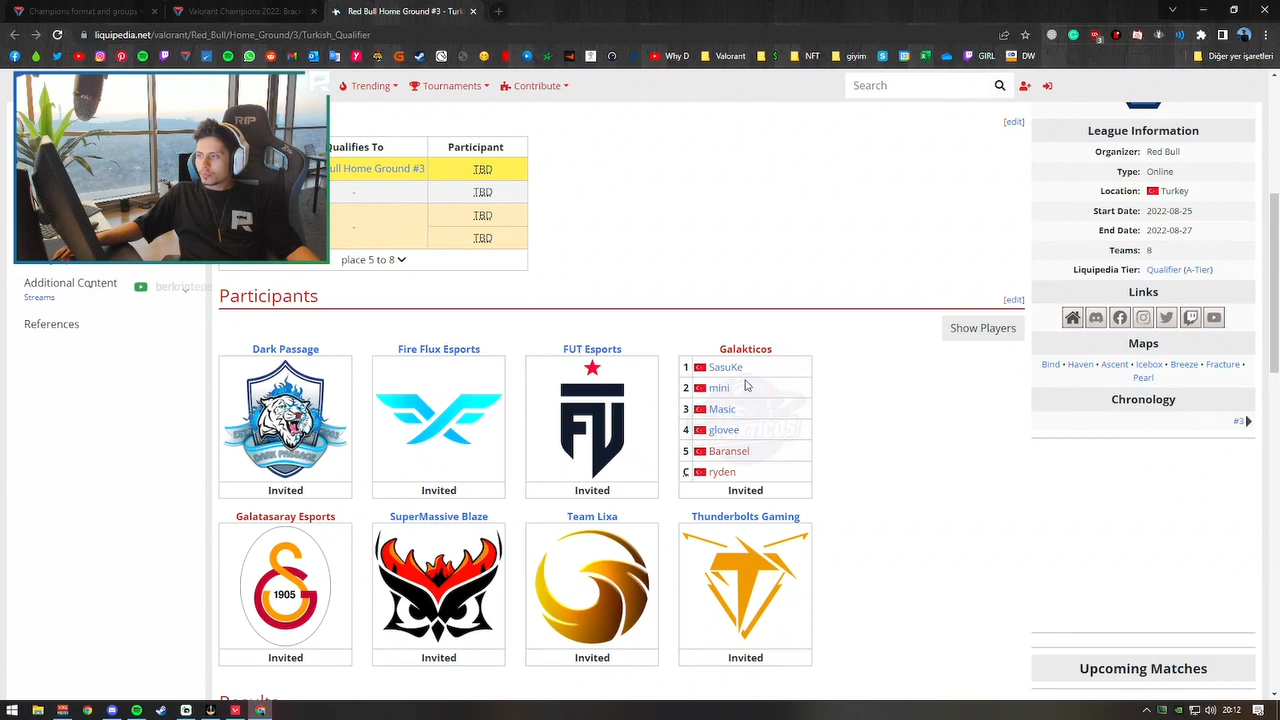 Champions format and groups
Valorant Champions 2022: Brack
Red Bull Home Ground #3 - Turk
liquipedia.net/valorant/Red_Bull/Home_Ground/3/Turkish_Qualifier
Why D
Valorant
$
NFT
giyim
GIRL
DW
Diğer yer işaretleri
Trending
Tournaments
Contribute
Search
RIP
R
[edit]
League Information
Organizer: Red Bull
Type: Online
Location: Turkey
Start Date: 2022-08-25
End Date: 2022-08-27
Teams: 8
Liquipedia Tier: Qualifier (A-Tier)
Links
Maps
Bind · Haven · Ascent · Icebox · Breeze · Fracture ·
Pearl
Chronology
#3
Upcoming Matches
Qualifies To Participant
ull Home Ground #3 TBD
- TBD
- TBD
TBD
place 5 to 8
Additional Content
Streams
References
berkriptepe
Participants
[edit]
Show Players
Dark Passage
DARK PASSAGE
Invited
Fire Flux Esports
Invited
FUT Esports
FU
Invited
Galakticos
1 SasuKe
2 mini
3 Masic
4 glovee
5 Baransel
C ryden
Invited
Galatasaray Esports
1905
Invited
SuperMassive Blaze
Invited
Team Lixa
Invited
Thunderbolts Gaming
Invited
Results
20:12